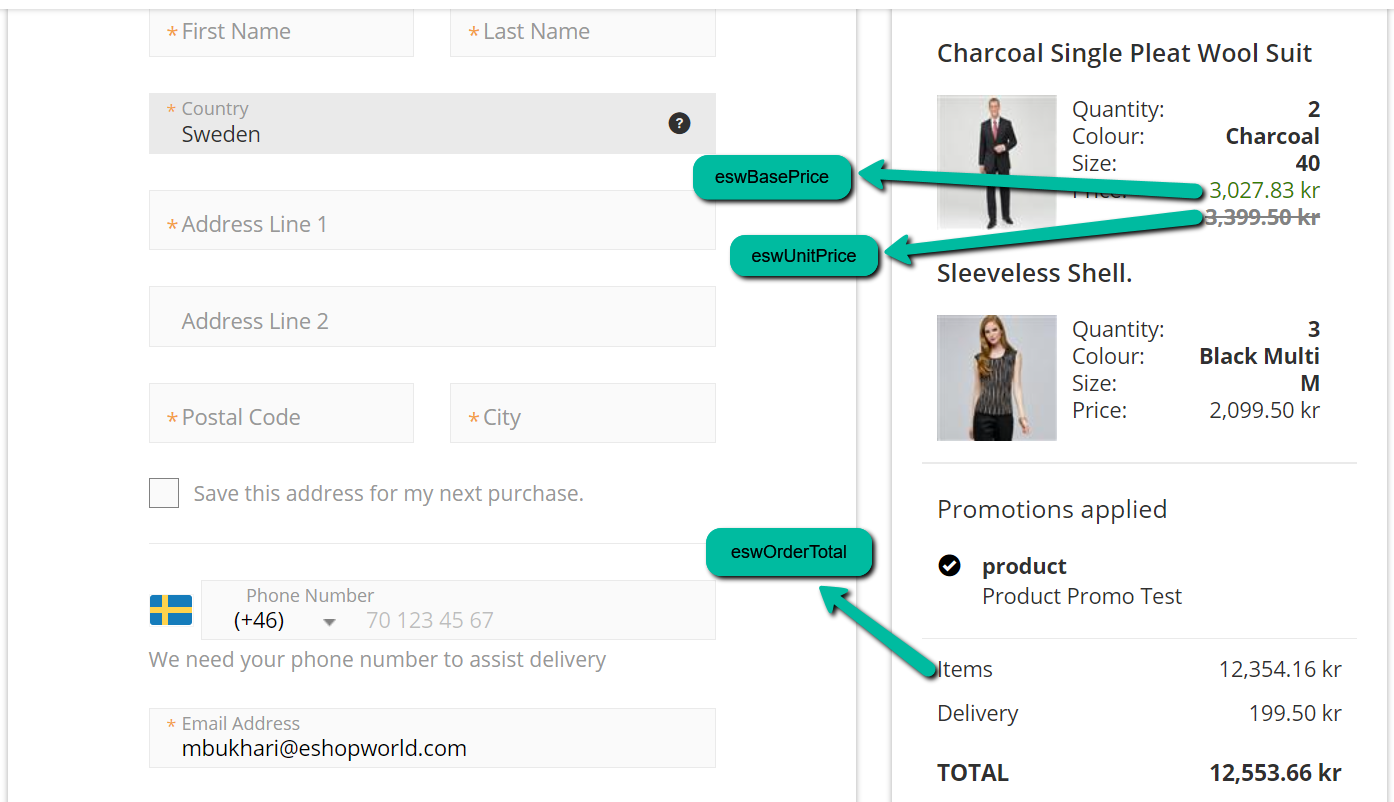 *First Name
*Last Name
* Country
Sweden
?
*Address Line 1
Address Line 2
*Postal Code
*City
Save this address for my next purchase.
Phone Number
(+46)
70 123 45 67
We need your phone number to assist delivery
* Email Address
mbukhari@eshopworld.com
eswBasePrice
eswUnitPrice
eswOrderTotal
Charcoal Single Pleat Wool Suit
Quantity: 2
Colour: Charcoal
Size: 40
Price: 3,027.83 kr
3,399.50 kr
Sleeveless Shell.
Quantity: 3
Colour: Black Multi
Size: M
Price: 2,099.50 kr
Promotions applied
product
Product Promo Test
Items 12,354.16 kr
Delivery 199.50 kr
TOTAL 12,553.66 kr